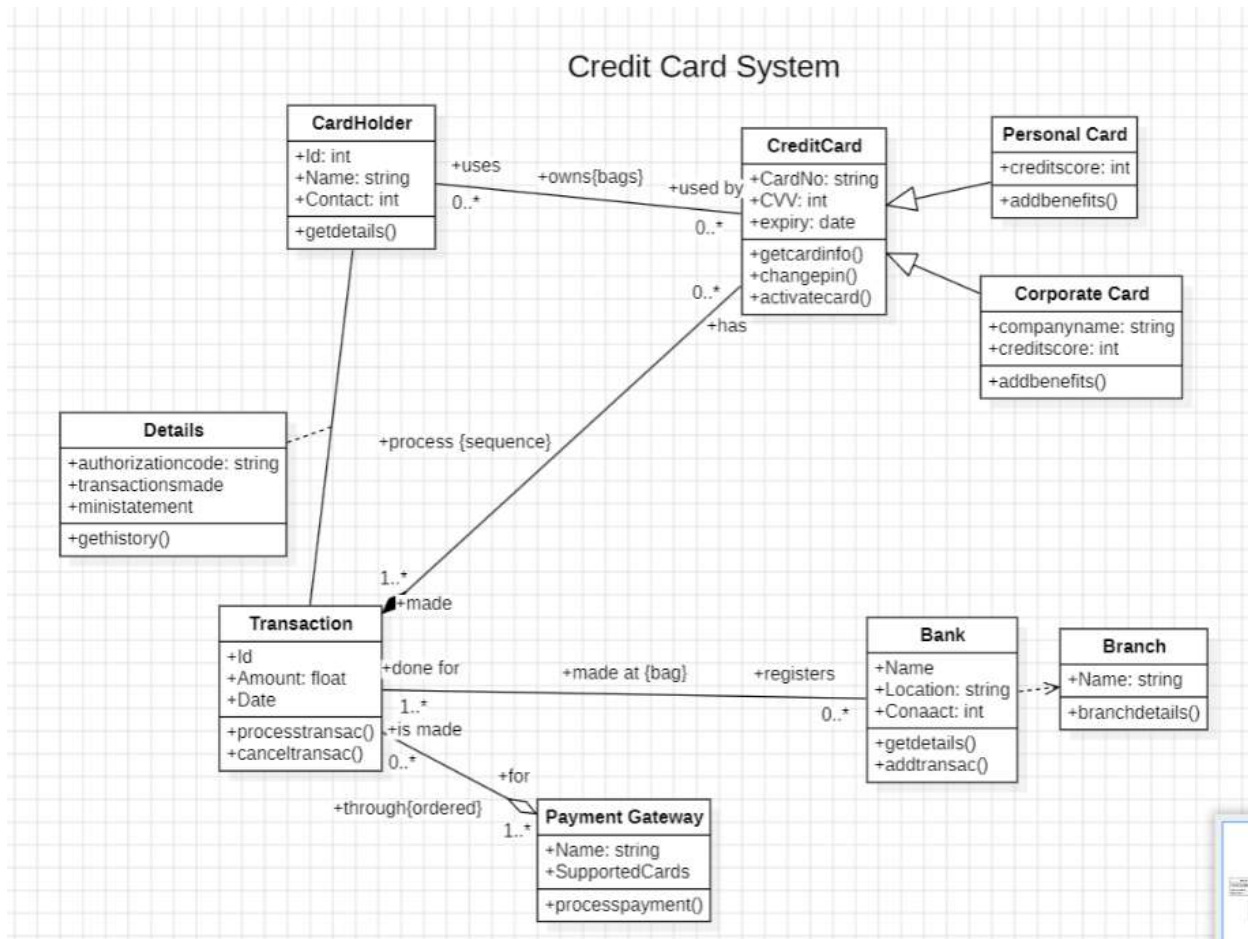 Credit Card System
CardHolder
+Id: int
+Name: string
+Contact: int
+getdetails()
+uses
0..*
+owns{bags}
+used by
0..*
CreditCard
+CardNo: string
+CVV: int
+expiry: date
+getcardinfo()
+changepin()
+activatecard()
Personal Card
+creditscore: int
+addbenefits()
Corporate Card
+companyname: string
+creditscore: int
+addbenefits()
0..*
+has
+process {sequence}
1..*
+made
Details
+authorizationcode: string
+transactionsmade
+ministatement
+gethistory()
Transaction
+Id
+Amount: float
+Date
+processtransac()
+canceltransac()
+done for
1..*
+made at {bag}
+registers
0..*
Bank
+Name
+Location: string
+Conaact: int
+getdetails()
+addtransac()
Branch
+Name: string
+branchdetails()
+is made
0..*
+for
+through{ordered}
1..*
Payment Gateway
+Name: string
+SupportedCards
+processpayment()